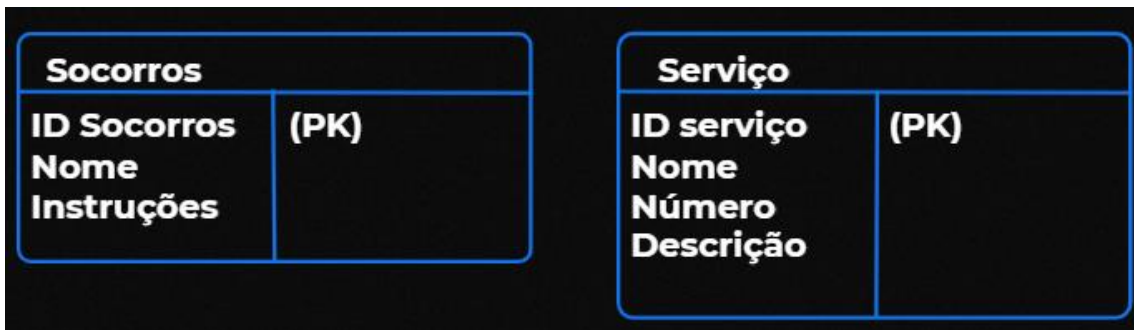 Socorros
ID Socorros (PK)
Nome
Instruções
Serviço
ID serviço (PK)
Nome
Número
Descrição